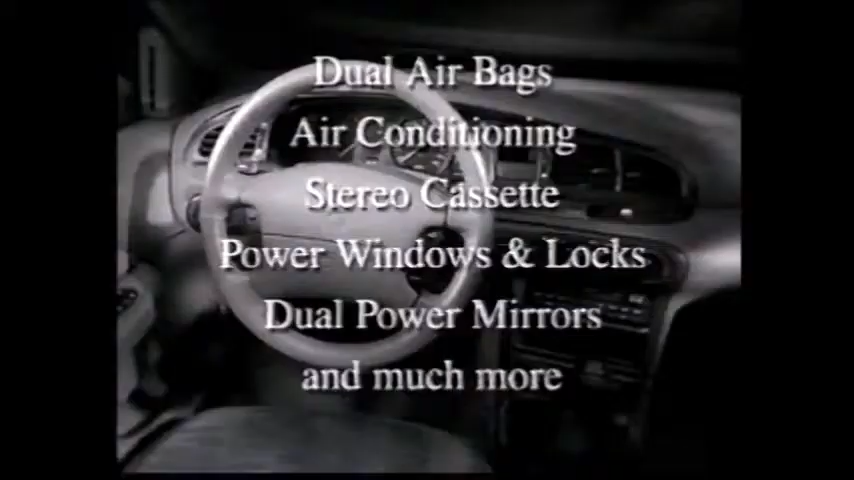 Dual Air Bags
Air Conditioning
Stereo Cassette
Power Windows & Locks
Dual Power Mirrors
and much more